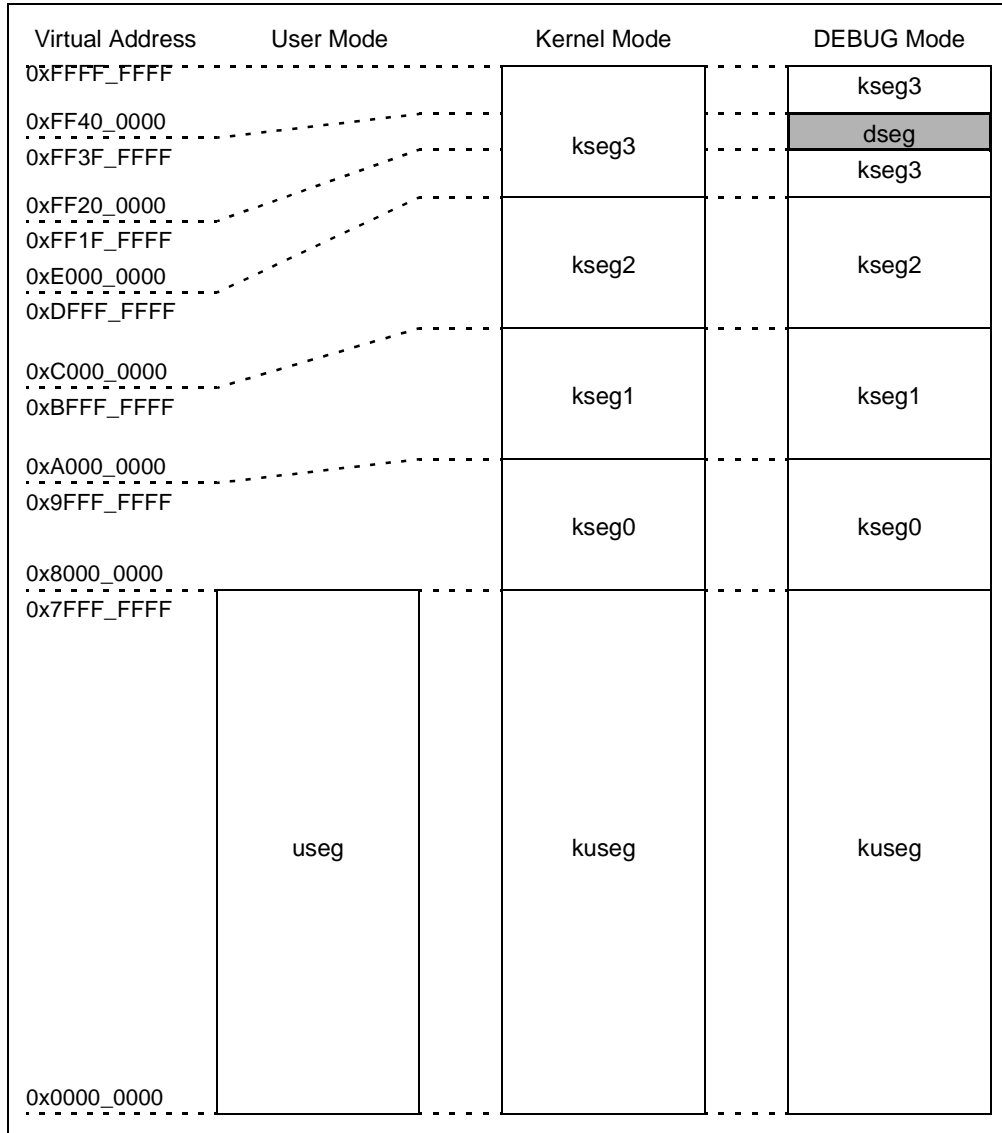 Virtual Address User Mode Kernel Mode DEBUG Mode
0xFFFF_FFFF
kseg3
0xFF40_0000
dseg
kseg3
0xFF3F_FFFF
kseg3
0xFF20_0000
0xFF1F_FFFF
kseg2 kseg2
0xE000_0000
0xDFFF_FFFF
0xC000_0000
kseg1 kseg1
0xBFFF_FFFF
0xA000_0000
0x9FFF_FFFF
kseg0 kseg0
0x8000_0000
0x7FFF_FFFF
useg kuseg kuseg
0x0000_0000